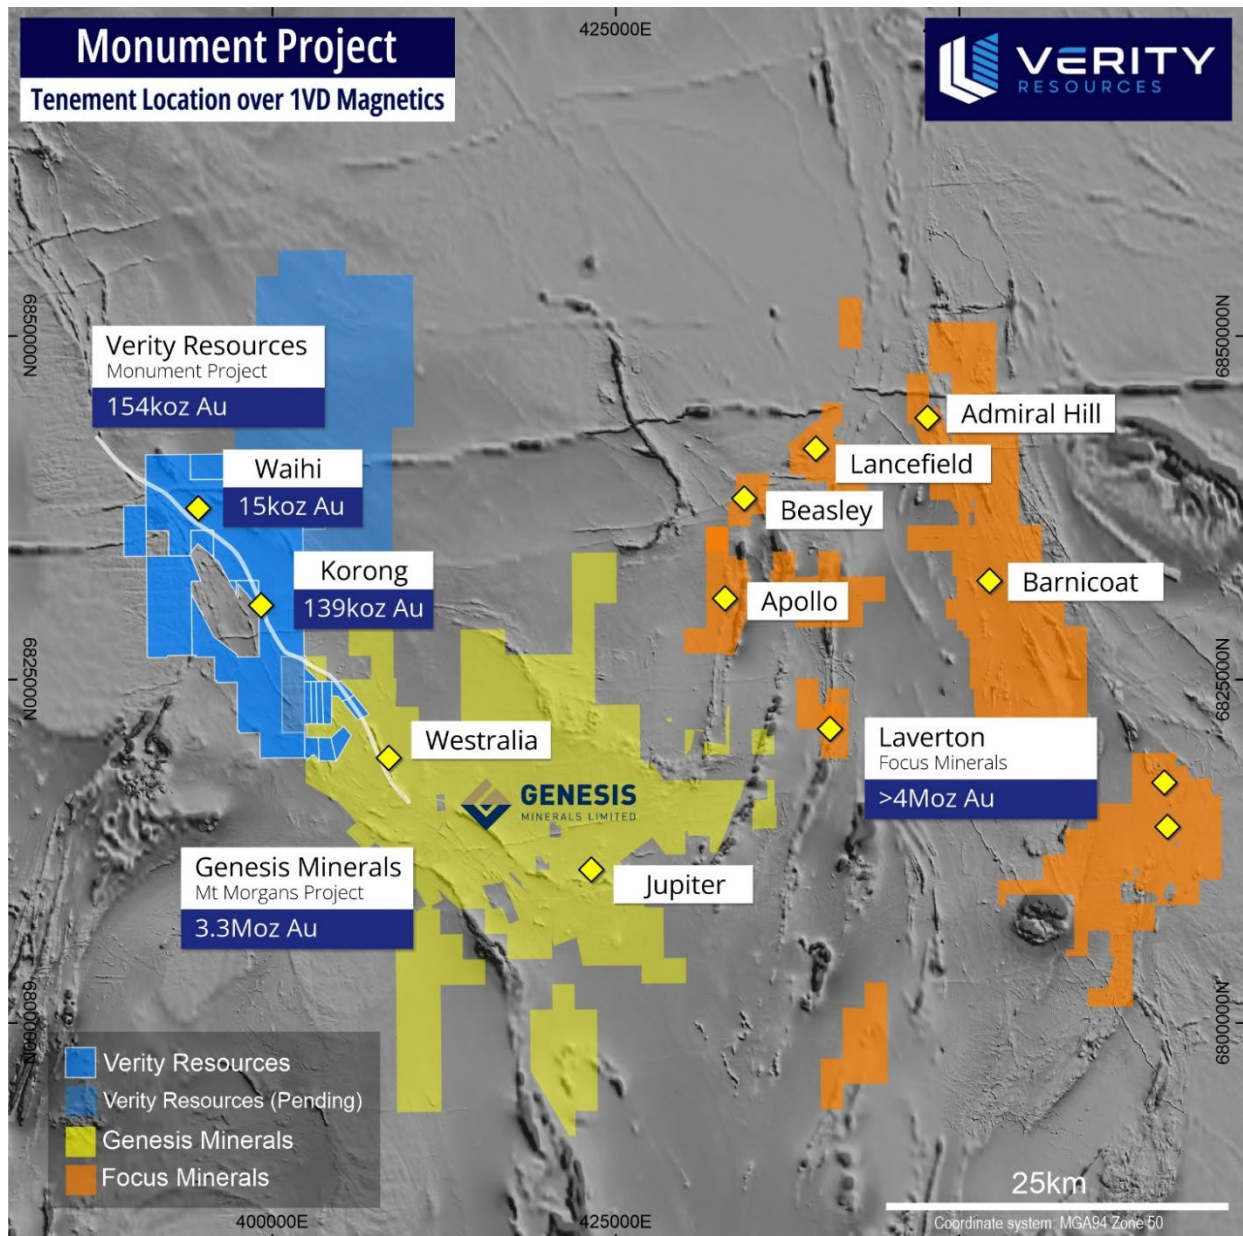 Monument Project
Tenement Location over 1VD Magnetics
425000E
VERITY
RESOURCES
6850000N
6850000N
Verity Resources
Monument Project
154koz Au
Waihi
15koz Au
Korong
139koz Au
Admiral Hill
Lancefield
Beasley
Apollo
Barnicoat
6825000N
6825000N
Westralia
GENESIS
MINERALS LIMITED
Laverton
Focus Minerals
>4Moz Au
Genesis Minerals
Mt Morgans Project
3.3Moz Au
Jupiter
6800000N
6800000N
Verity Resources
Verity Resources (Pending)
Genesis Minerals
Focus Minerals
25km
Coordinate system: MGA94 Zone 50
400000E
425000E